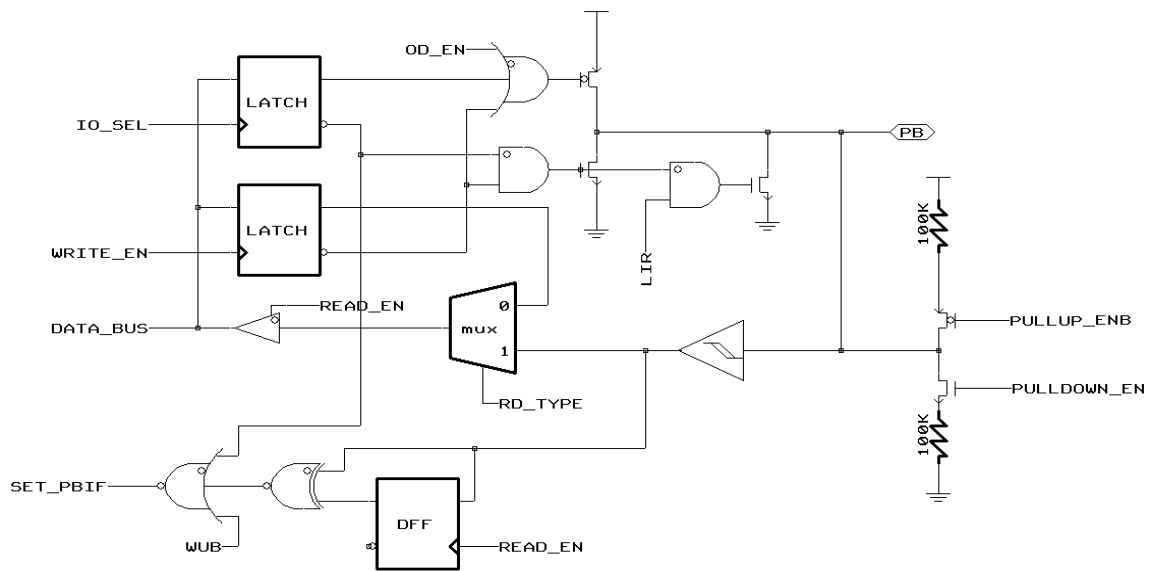 OD_EN
LATCH
IO_SEL
PB
LATCH
100K
WRITE_EN
LIR
READ_EN
0
DATA_BUS
mux
PULLUP_ENB
1
PULLDOWN_EN
RD_TYPE
100K
SET_PBIF
DFF
WUB
READ_EN